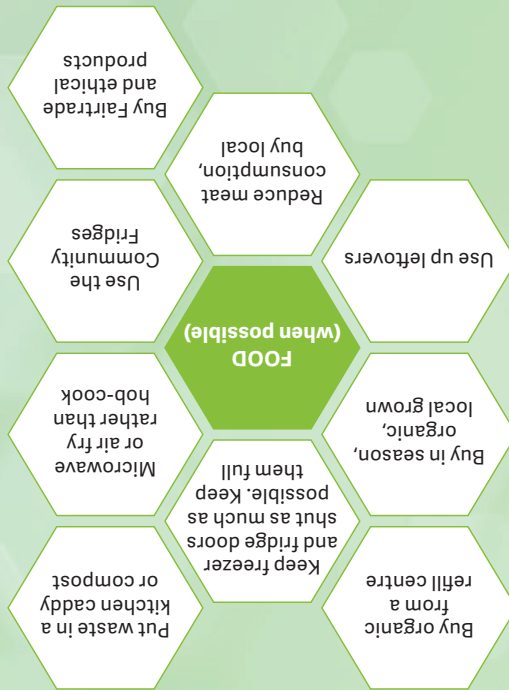 Buy organic
from a
refill centre
Put waste in a
kitchen caddy
or compost
Keep freezer
and fridge doors
shut as much as
possible. Keep
them full
Buy in season,
organic,
local grown
Microwave
or air fry
rather than
hob-cook
FOOD
(when possible)
Use up leftovers
Use the
Community
Fridges
Reduce meat
consumption,
buy local
Buy Fairtrade
and ethical
products